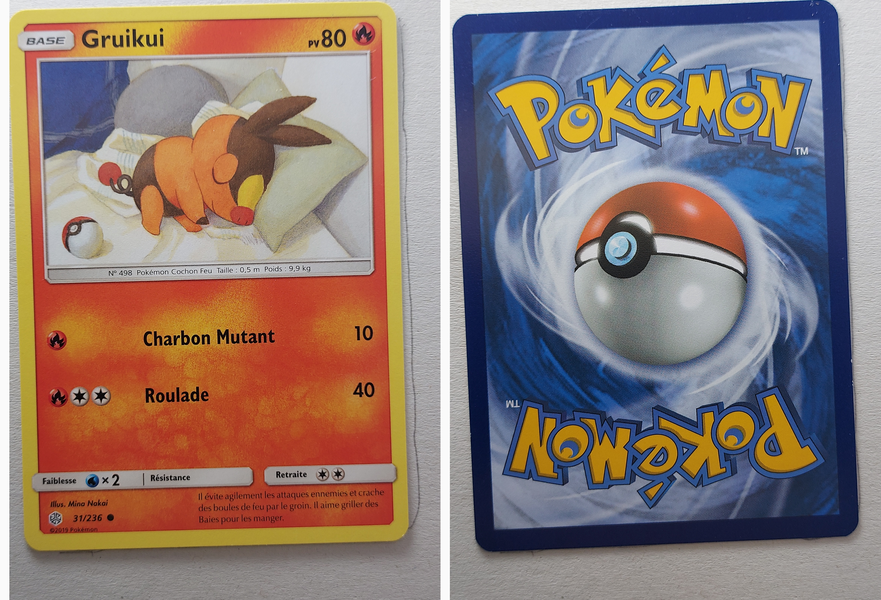 BASE Gruikui PV 80
N° 498 Pokémon Cochon Feu Taille : 0,5 m Poids : 9,9 kg
Charbon Mutant 10
Roulade 40
Faiblesse ×2 Résistance Retraite
Illus. Mina Nakai
31/236
©2019 Pokémon
Il évite agilement les attaques ennemies et crache
des boules de feu par le groin. Il aime griller des
Baies pour les manger.
POKéMON
TM
TM
POKéMON